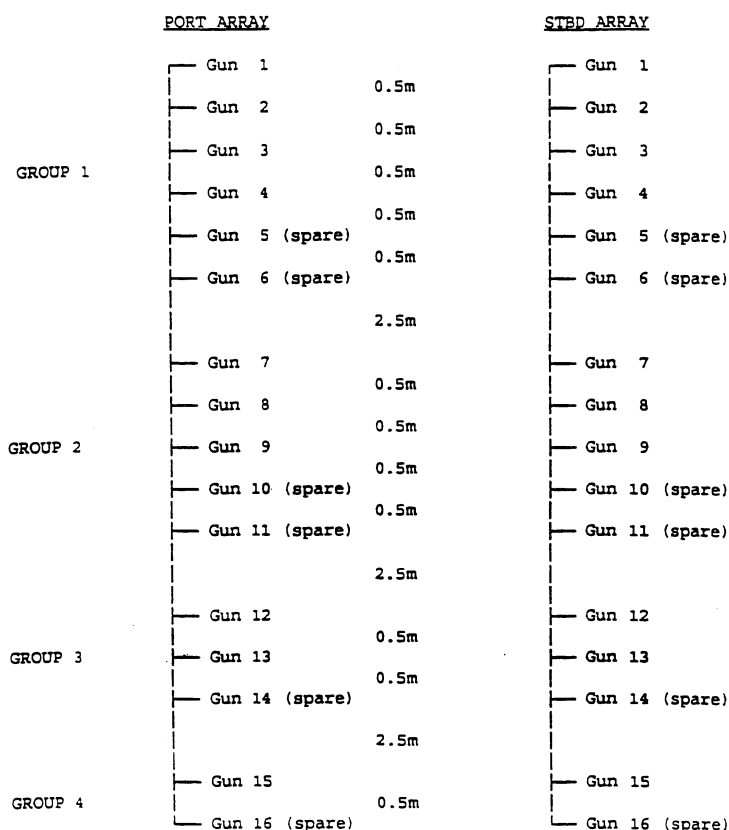 PORT ARRAY STBD ARRAY
Gun 1 Gun 1
0.5m
Gun 2 Gun 2
0.5m
Gun 3 Gun 3
GROUP 1 0.5m
Gun 4 Gun 4
0.5m
Gun 5 (spare) Gun 5 (spare)
0.5m
Gun 6 (spare) Gun 6 (spare)
2.5m
Gun 7 Gun 7
0.5m
Gun 8 Gun 8
0.5m
GROUP 2 Gun 9 Gun 9
0.5m
Gun 10 (spare) Gun 10 (spare)
0.5m
Gun 11 (spare) Gun 11 (spare)
2.5m
Gun 12 Gun 12
0.5m
GROUP 3 Gun 13 Gun 13
0.5m
Gun 14 (spare) Gun 14 (spare)
2.5m
Gun 15 Gun 15
GROUP 4 0.5m
Gun 16 (spare) Gun 16 (spare)